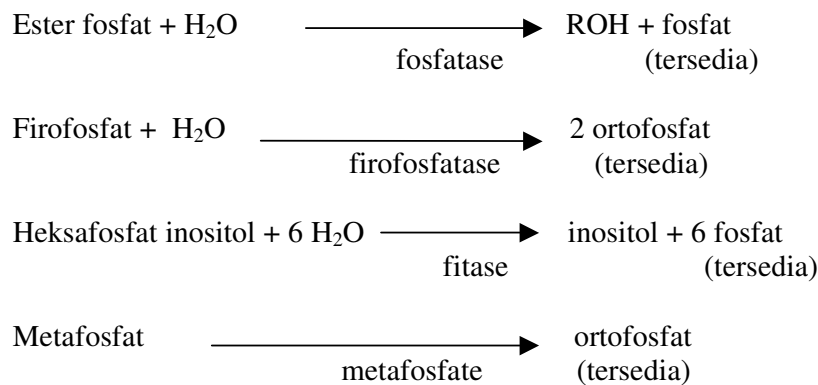 Ester fosfat + H₂O ROH + fosfat
fosfatase (tersedia)
Firofosfat + H₂O 2 ortofosfat
firofosfatase (tersedia)
Heksafosfat inositol + 6 H₂O inositol + 6 fosfat
fitase (tersedia)
Metafosfat ortofosfat
metafosfate (tersedia)